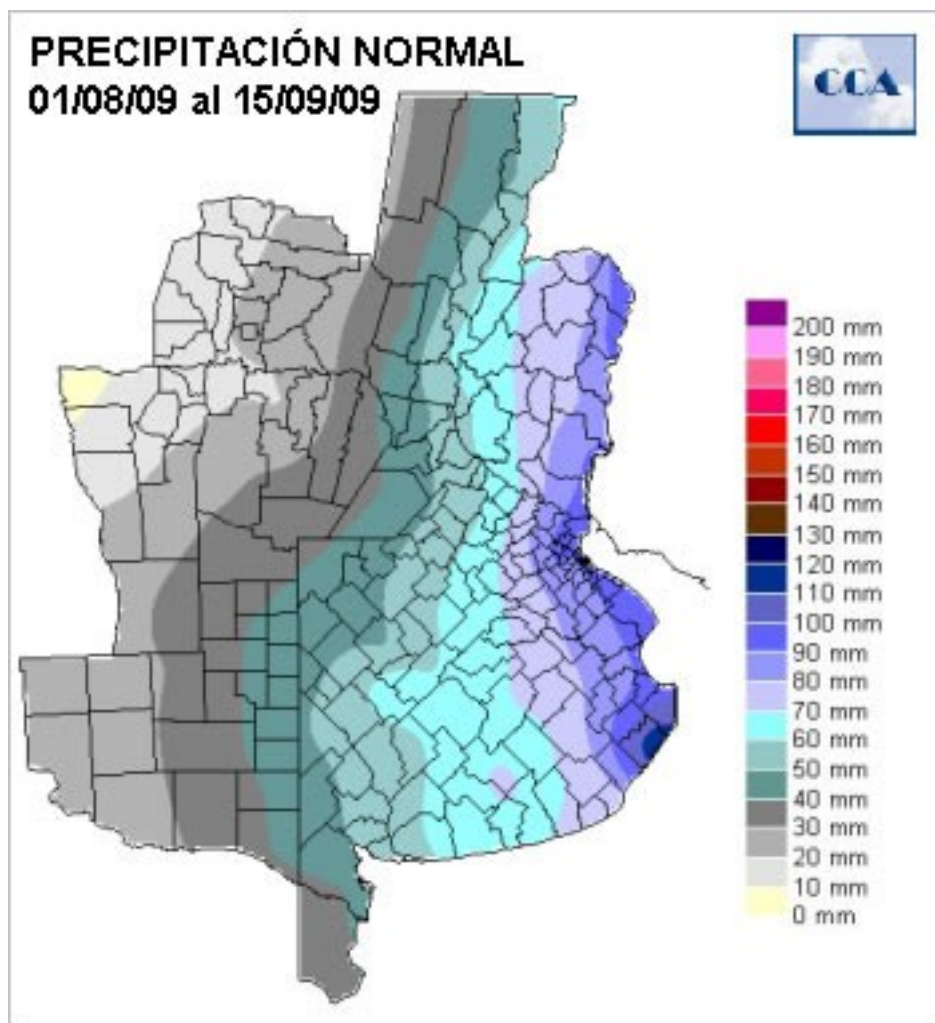 PRECIPITACIÓN NORMAL
01/08/09 al 15/09/09
CCA
200 mm
190 mm
180 mm
170 mm
160 mm
150 mm
140 mm
130 mm
120 mm
110 mm
100 mm
90 mm
80 mm
70 mm
60 mm
50 mm
40 mm
30 mm
20 mm
10 mm
0 mm